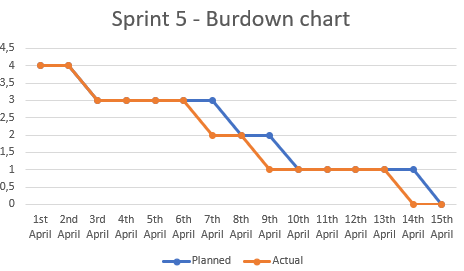 Sprint 5 - Burdown chart
4,5
4
3,5
3
2,5
2
1,5
1
0,5
0
1st 2nd 3rd 4th 5th 6th 7th 8th 9th 10th 11th 12th 13th 14th 15th
April April April April April April April April April April April April April April April
Planned Actual